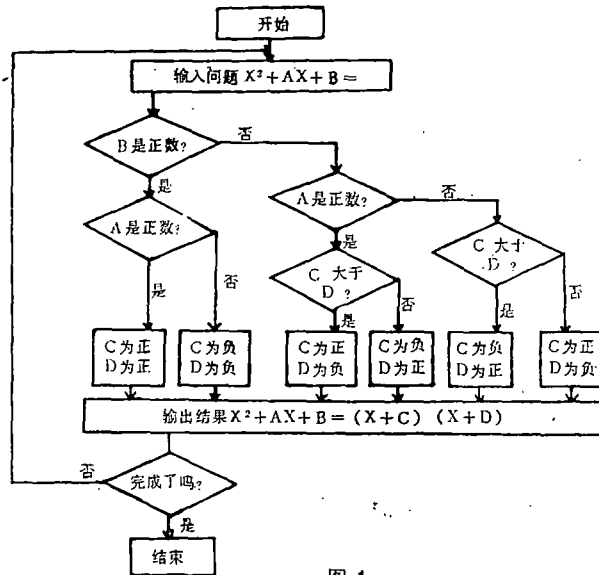 开始
输入问题 X²+AX+B=
B是正数?
否
是
A是正数?
A是正数?
否
是
否
是
C 大于
D ?
C 大于
D ?
否
是
否
是
否
C为正
D为正
C为负
D为负
C为正
D为负
C为负
D为正
C为负
D为正
C为正
D为负
输出结果X²+AX+B=(X+C) (X+D)
否
完成了吗?
是
结束